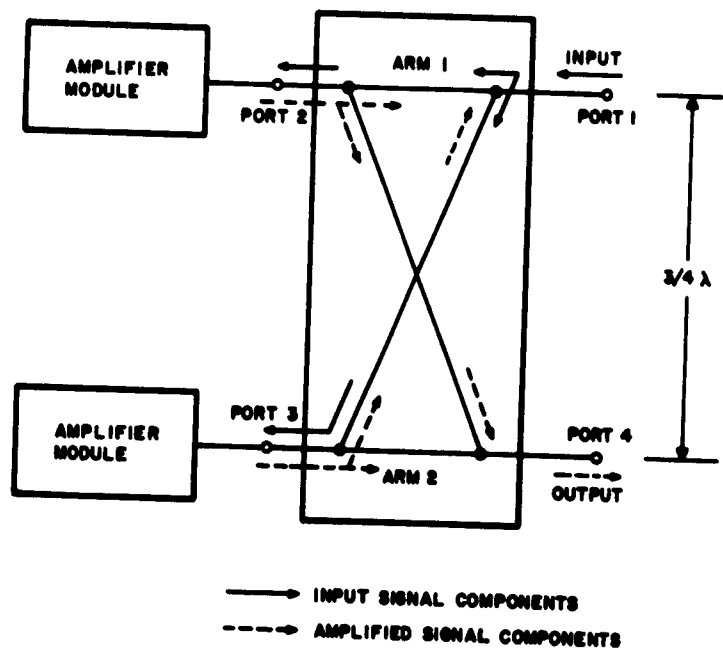 AMPLIFIER
MODULE
ARM 1
INPUT
PORT 2
PORT 1
3/4 λ
PORT 3
PORT 4
AMPLIFIER
MODULE
ARM 2
OUTPUT
INPUT SIGNAL COMPONENTS
AMPLIFIED SIGNAL COMPONENTS